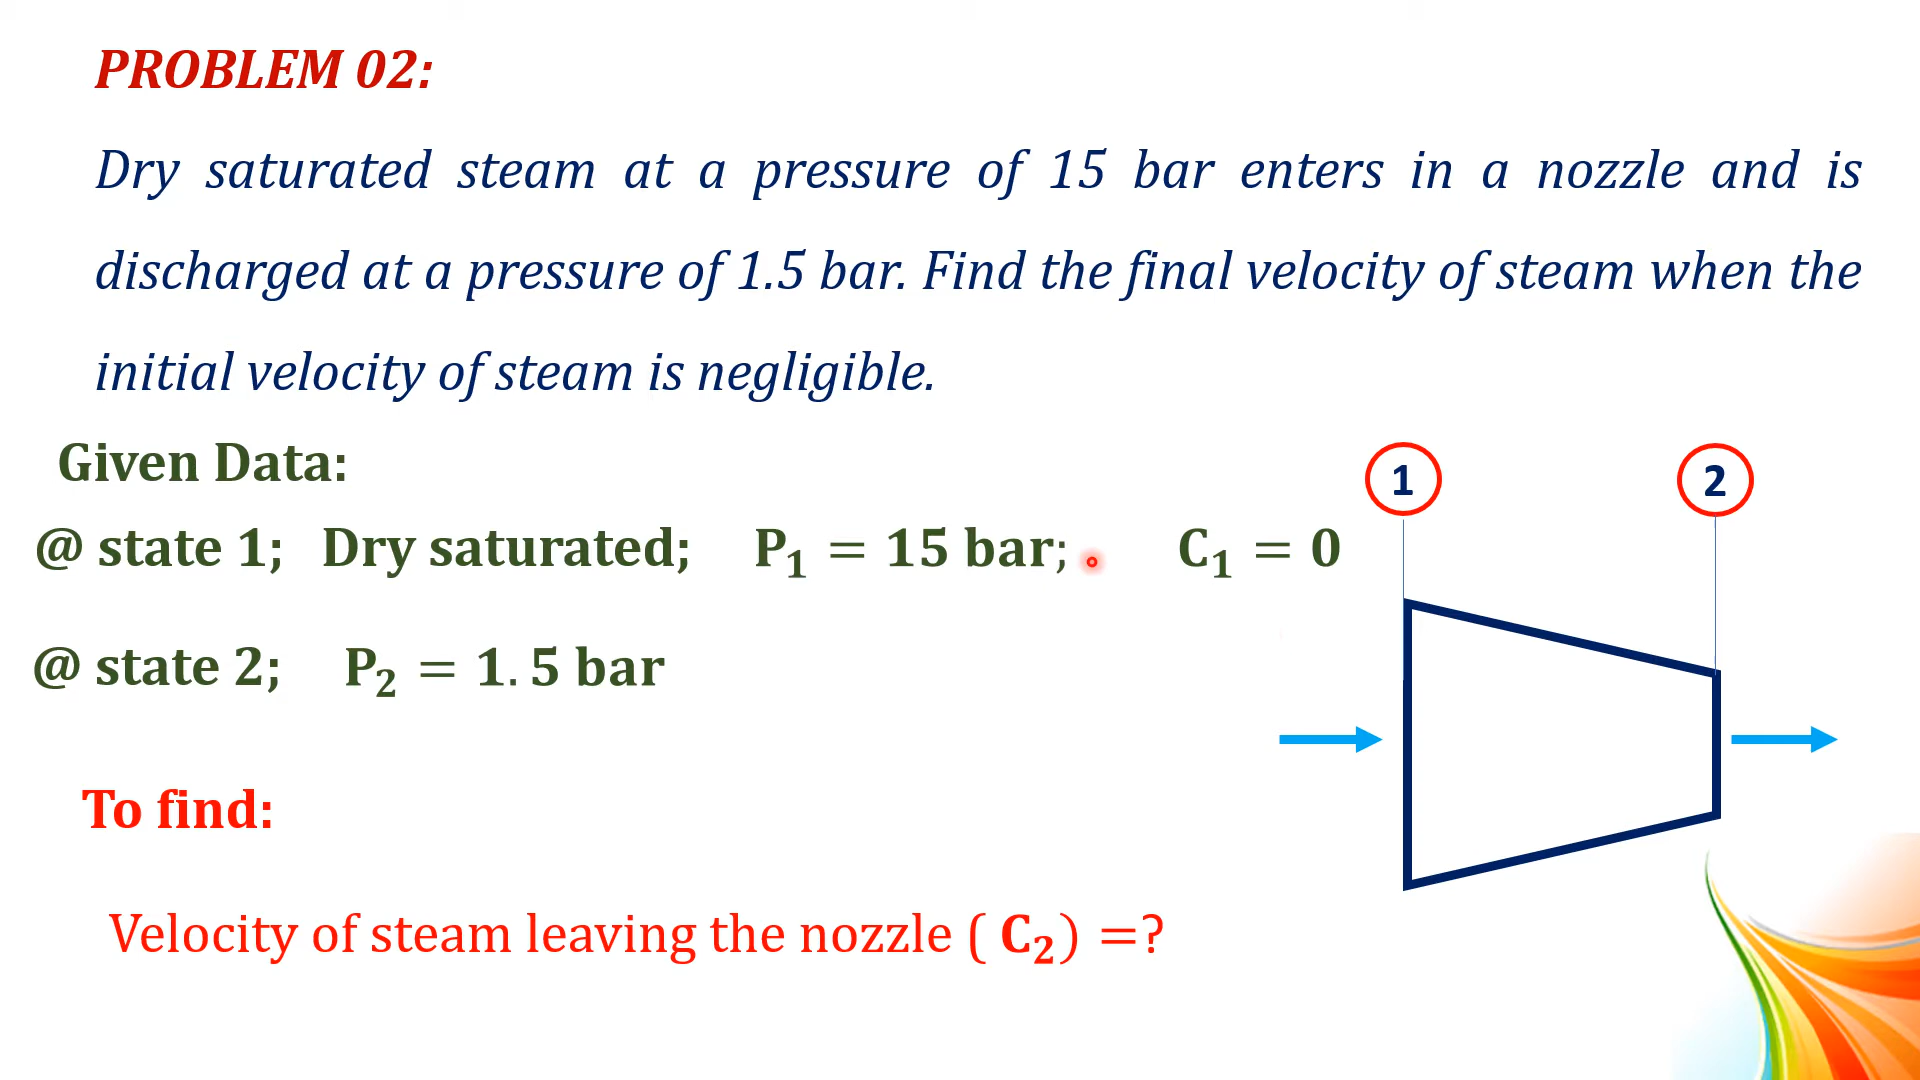 PROBLEM 02:
Dry saturated steam at a pressure of 15 bar enters in a nozzle and is
discharged at a pressure of 1.5 bar. Find the final velocity of steam when the
initial velocity of steam is negligible.
Given Data:
1 2
@ state 1; Dry saturated; P₁ = 15 bar; C₁ = 0
@ state 2; P₂ = 1.5 bar
To find:
Velocity of steam leaving the nozzle ( C₂) =?